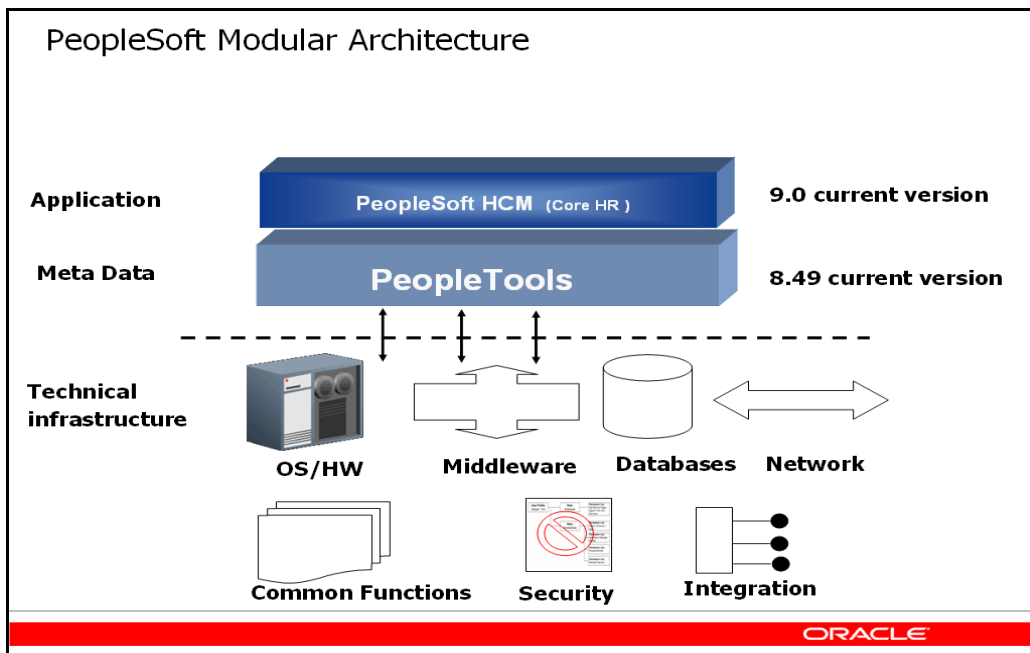 PeopleSoft Modular Architecture
Application
PeopleSoft HCM (Core HR )
9.0 current version
Meta Data
PeopleTools
8.49 current version
Technical
infrastructure
OS/HW
Middleware
Databases
Network
Common Functions
Security
Integration
ORACLE